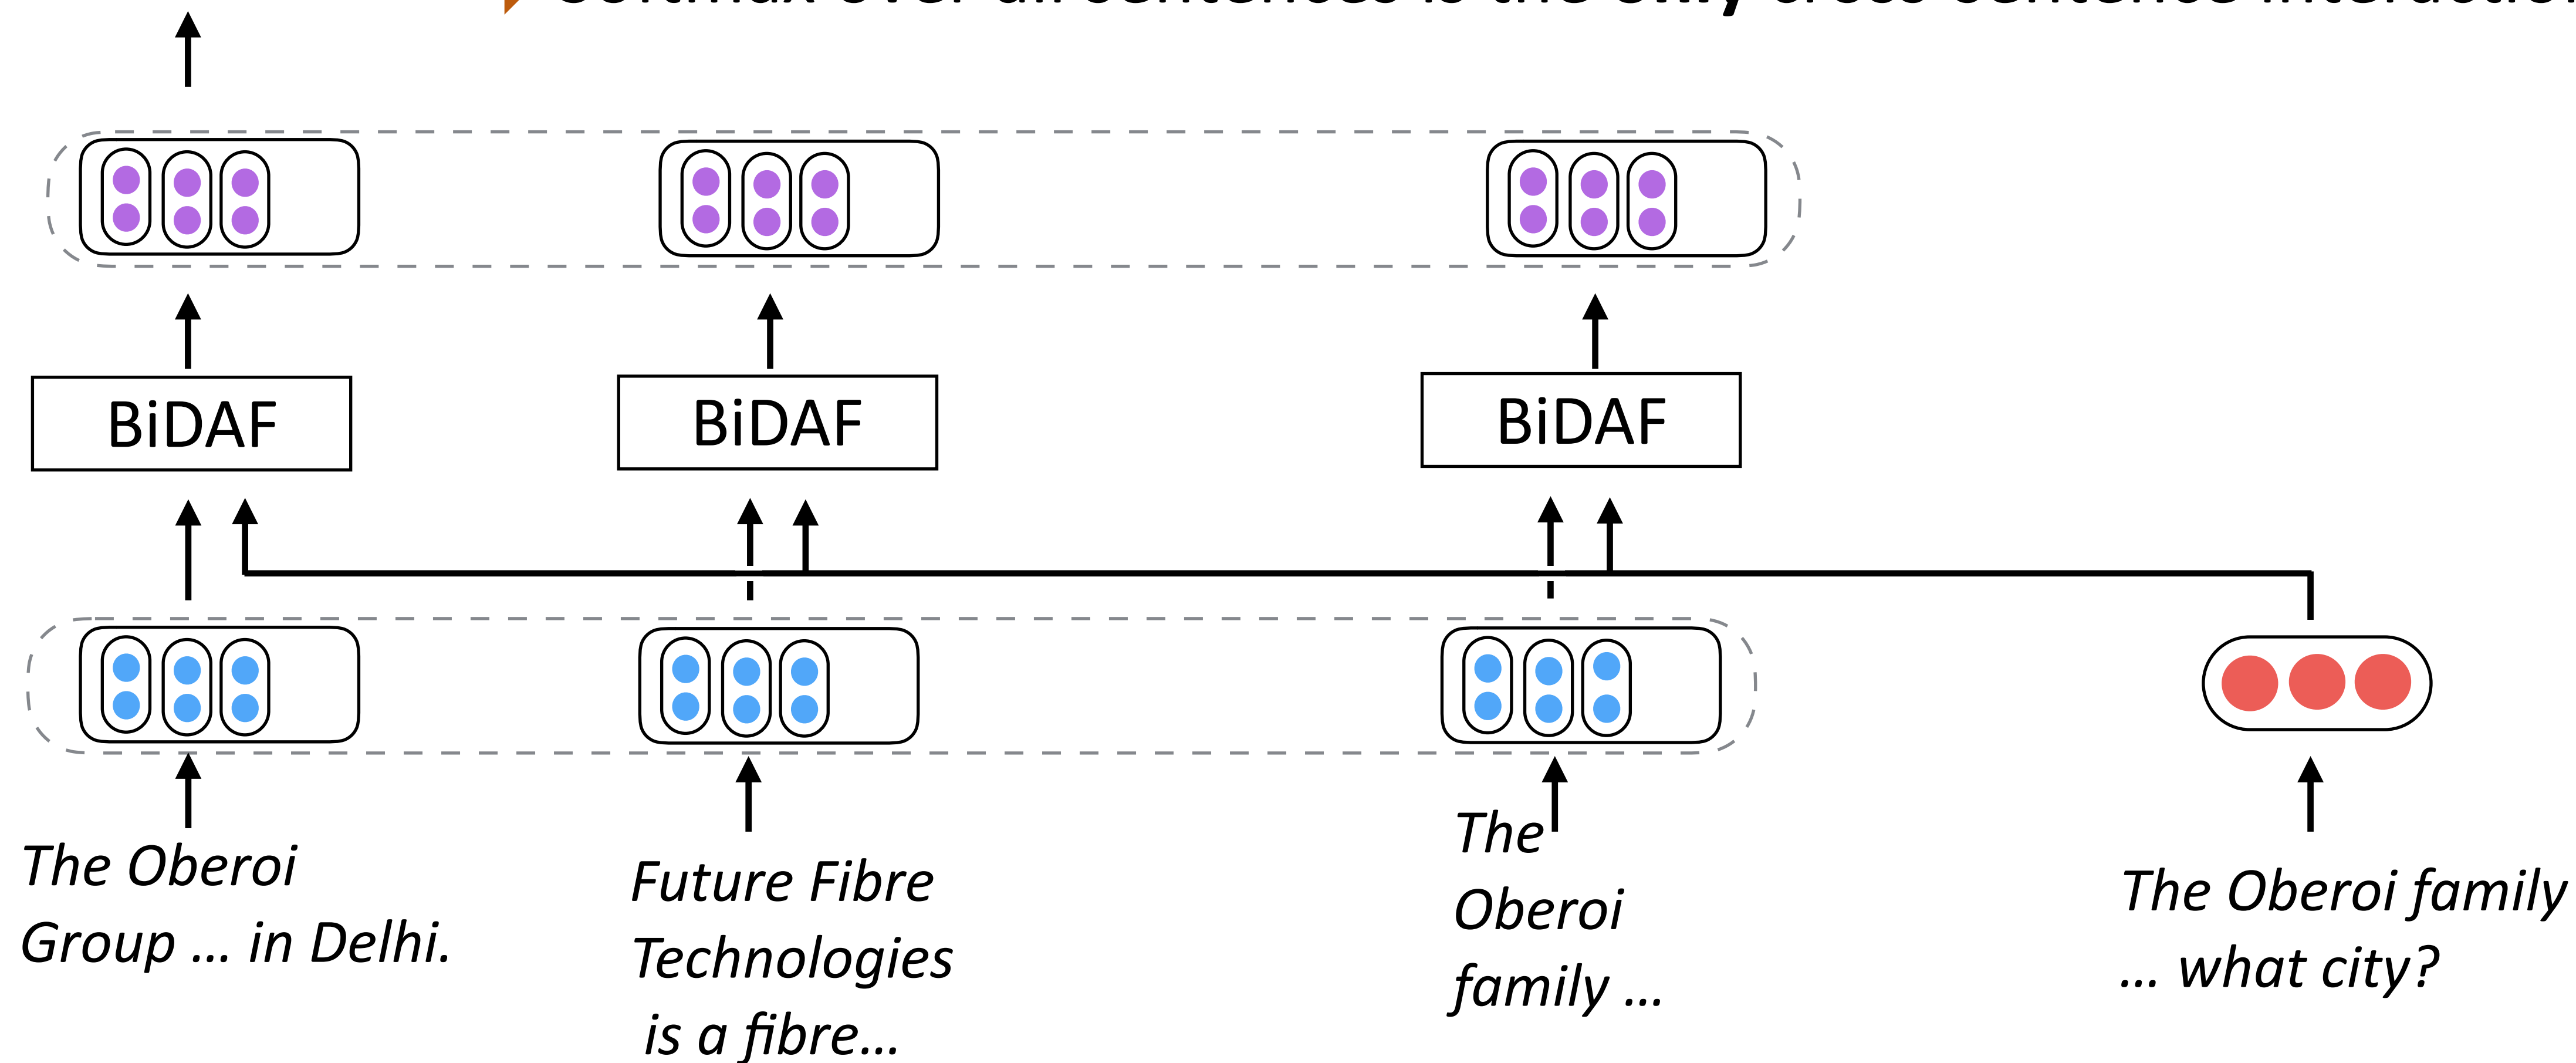 BiDAF
BiDAF
BiDAF
The Oberoi
Group ... in Delhi.
Future Fibre
Technologies
is a fibre...
The
Oberoi
family ...
The Oberoi family
... what city?